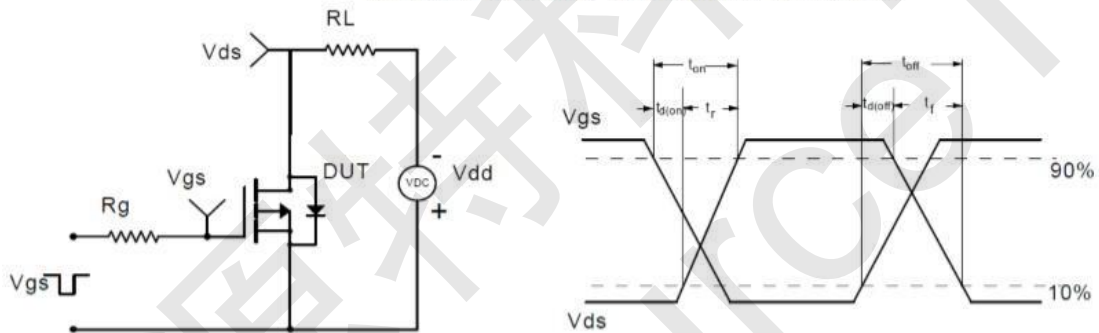 RL
Vds
Vgs
DUT
VDC
-
+
Vdd
Rg
Vgs
ton
toff
td(on)
tr
td(off)
tf
Vgs
90%
10%
Vds